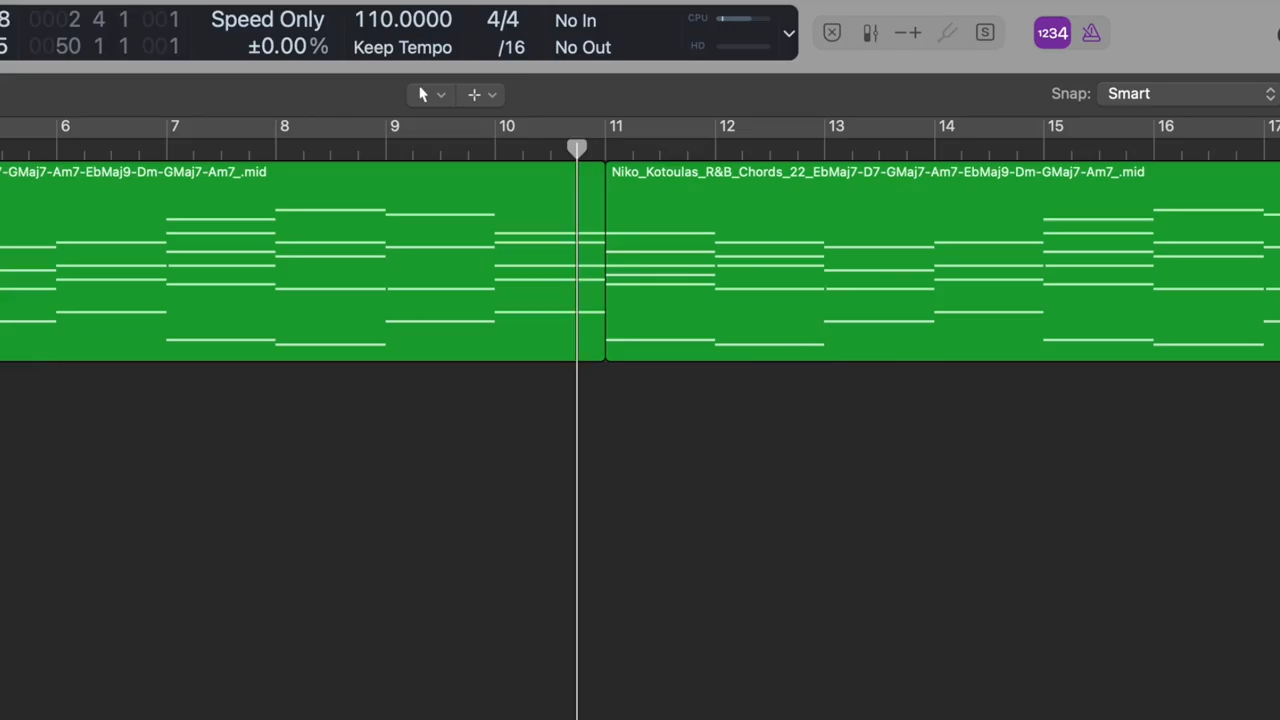 8 0002 4 1 001 Speed Only 110.0000 4/4 No In CPU
5 0050 1 1 001 ±0.00% Keep Tempo /16 No Out HD
S 1234
Snap: Smart
6 7 8 9 10 11 12 13 14 15 16 17
7-GMaj7-Am7-EbMaj9-Dm-GMaj7-Am7_.mid
Niko_Kotoulas_R&B_Chords_22_EbMaj7-D7-GMaj7-Am7-EbMaj9-Dm-GMaj7-Am7_.mid